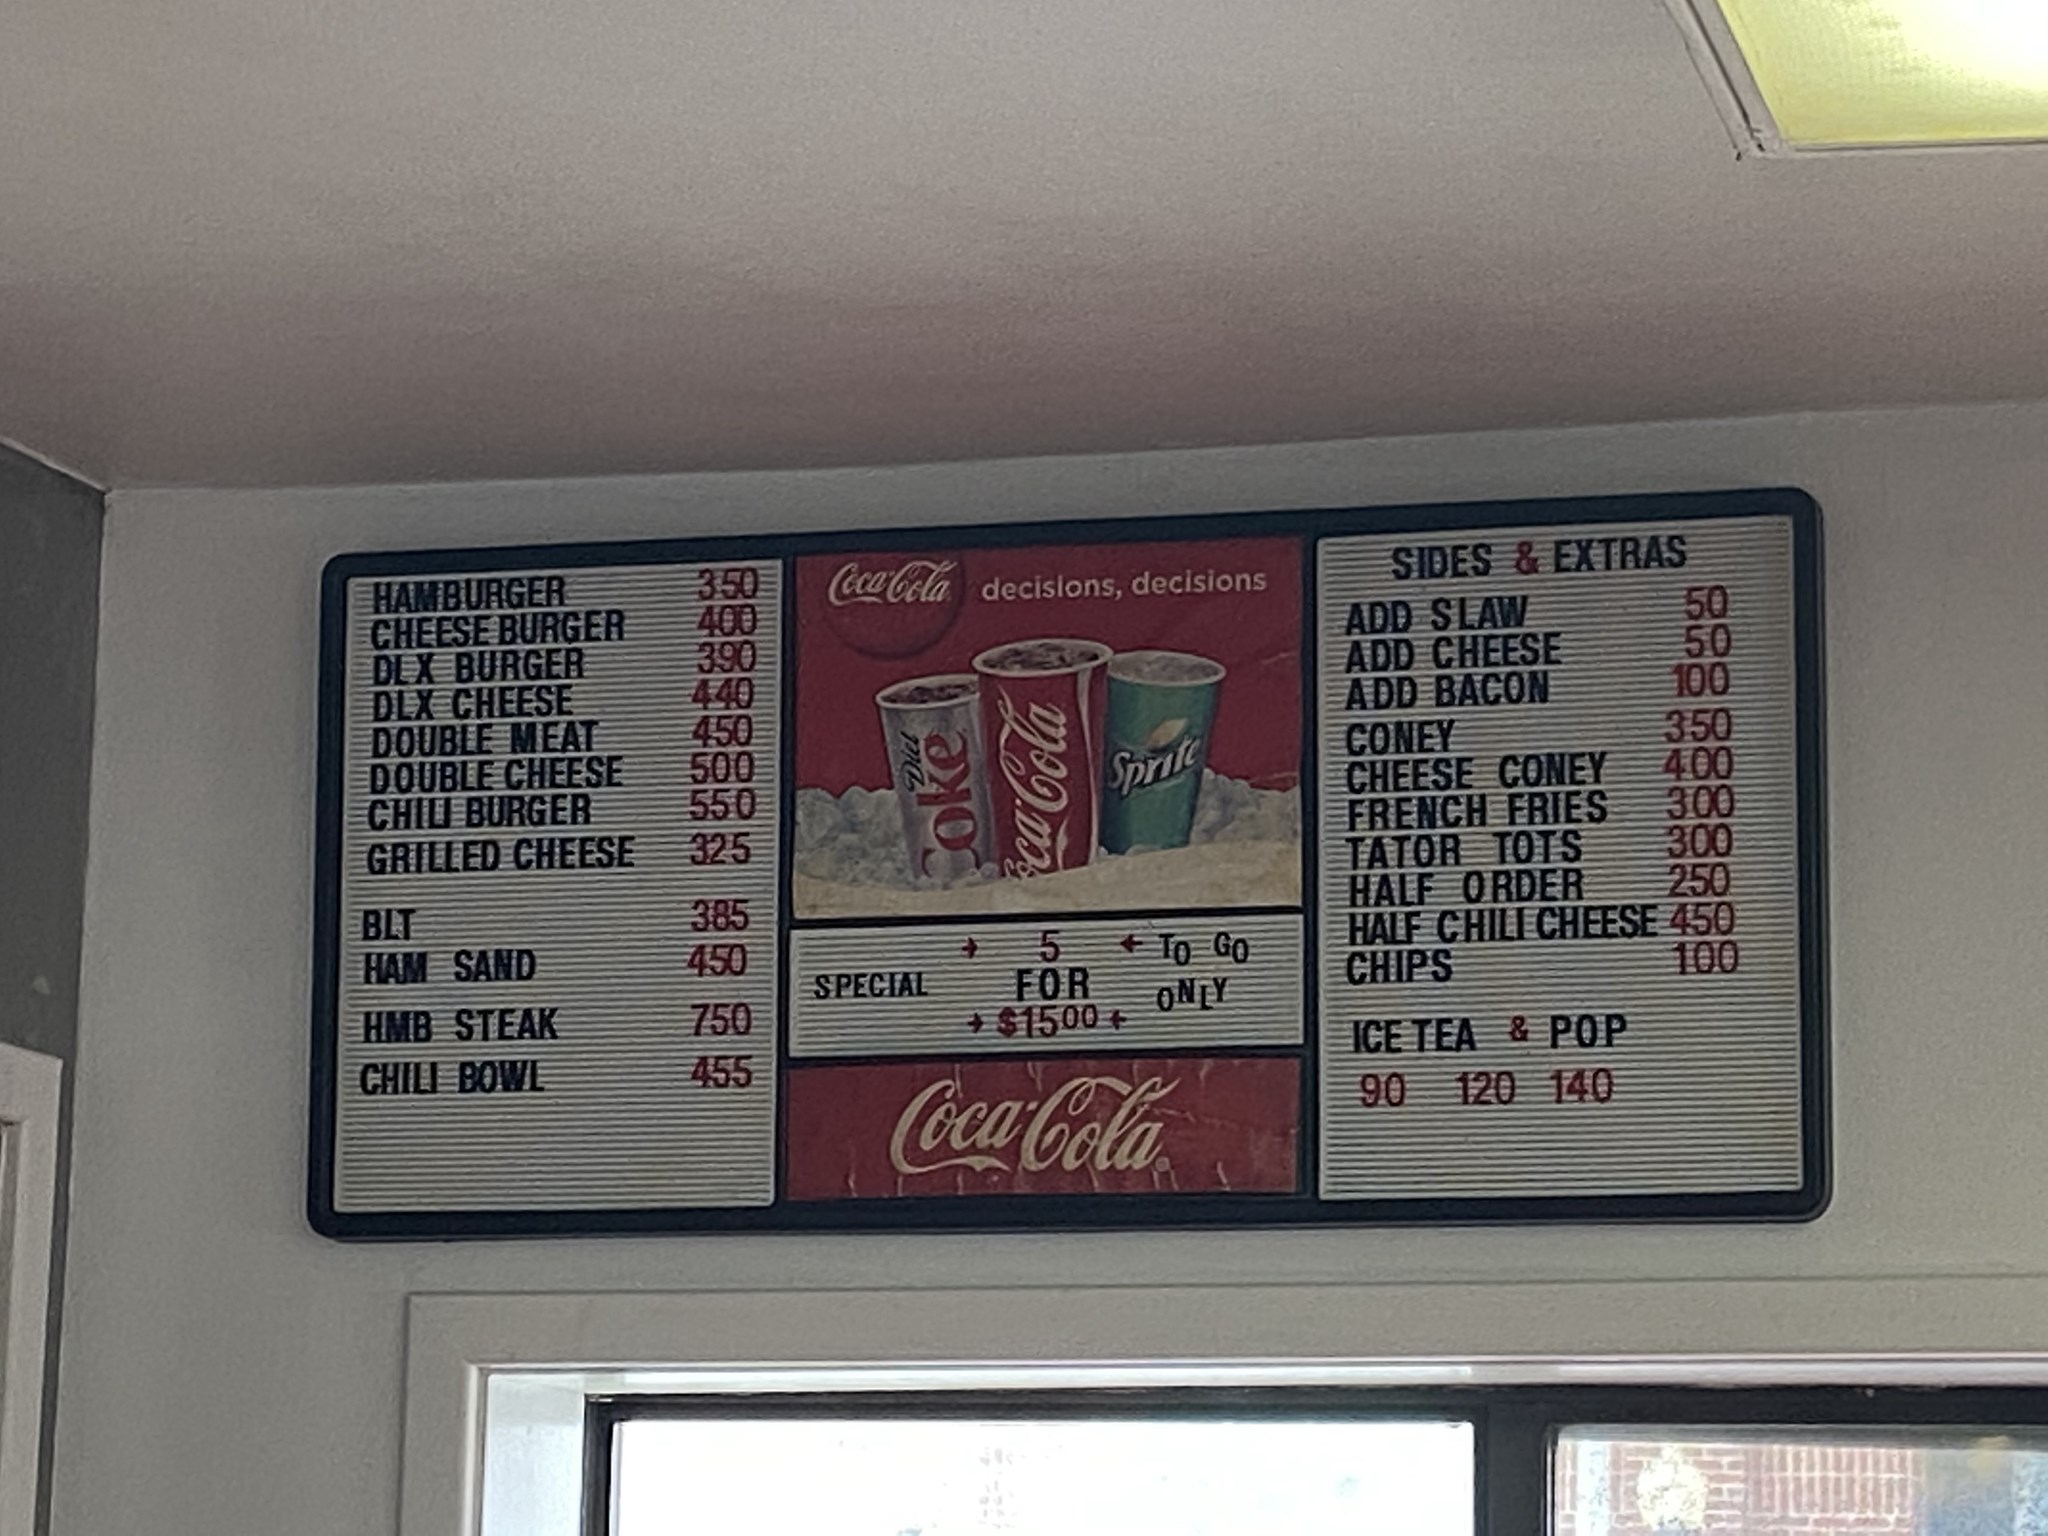 HAMBURGER 350
CHEESE BURGER 400
DLX BURGER 390
DLX CHEESE 440
DOUBLE MEAT 450
DOUBLE CHEESE 500
CHILI BURGER 550
GRILLED CHEESE 325
BLT 385
HAM SAND 450
HMB STEAK 750
CHILI BOWL 455
Coca-Cola decisions, decisions
Diet Coke
Coca-Cola
Sprite
→ 5 ← TO GO
SPECIAL FOR ONLY
→ $1500 ←
Coca-Cola
SIDES & EXTRAS
ADD SLAW 50
ADD CHEESE 50
ADD BACON 100
CONEY 350
CHEESE CONEY 400
FRENCH FRIES 300
TATOR TOTS 300
HALF ORDER 250
HALF CHILI CHEESE 450
CHIPS 100
ICE TEA & POP
90 120 140